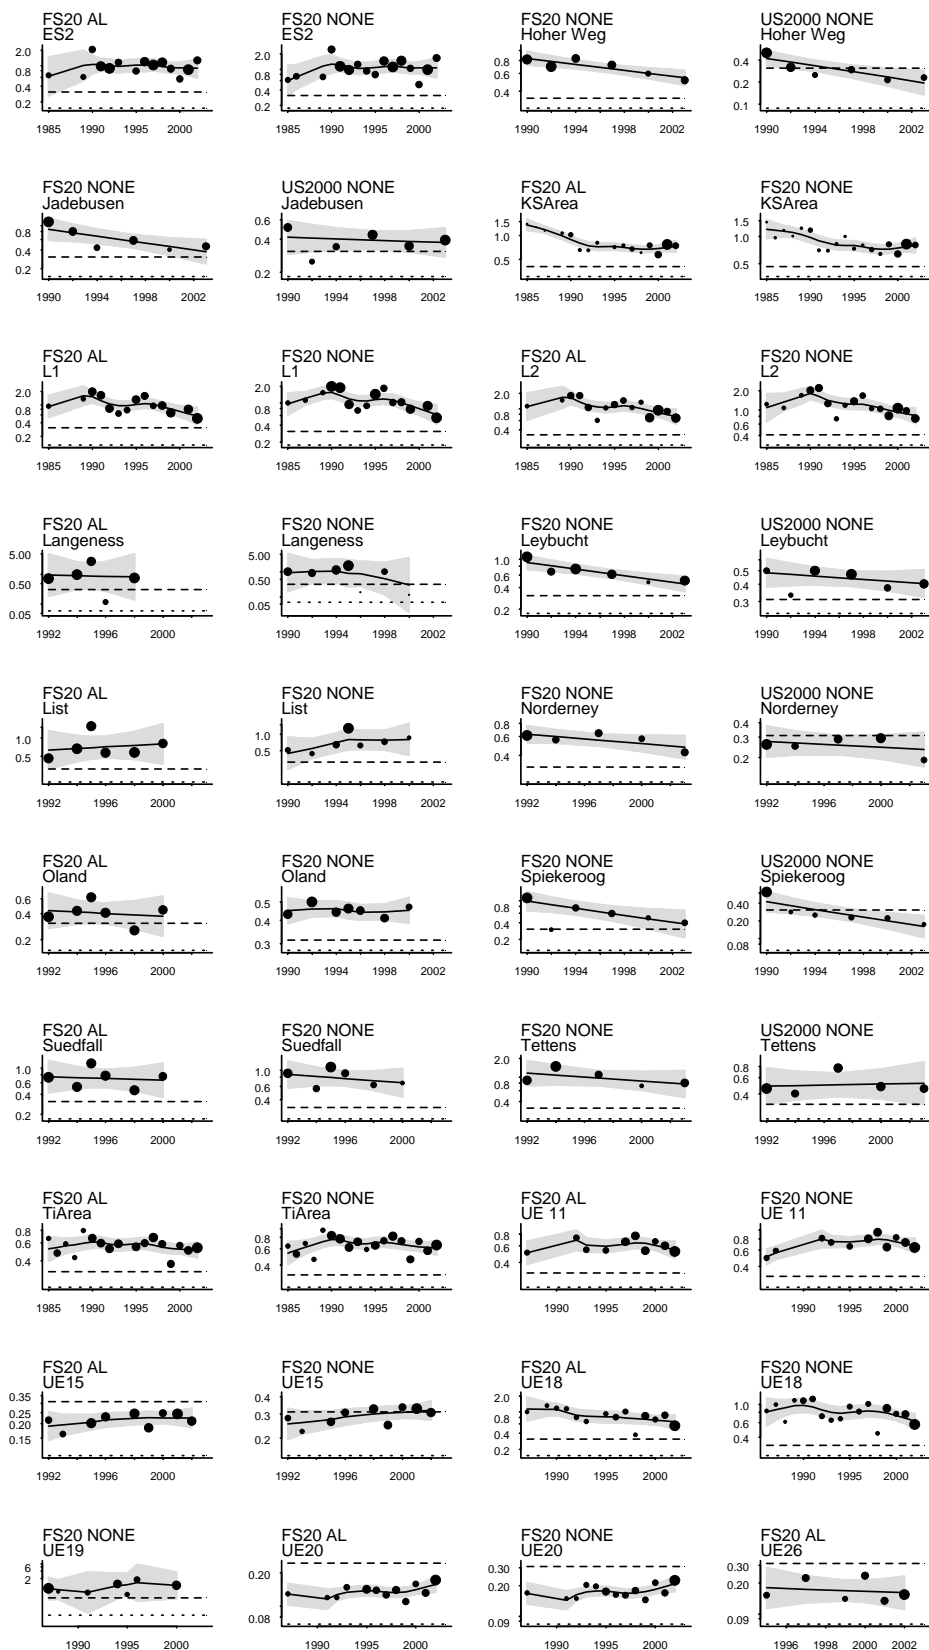 FS20 AL
ES2
2.0
0.8
0.4
0.2
1985 1990 1995 2000
FS20 NONE
ES2
2.0
0.8
0.4
0.2
1985 1990 1995 2000
FS20 NONE
Hoher Weg
0.8
0.6
0.4
1990 1994 1998 2002
US2000 NONE
Hoher Weg
0.4
0.2
0.1
1990 1994 1998 2002
FS20 NONE
Jadebusen
0.8
0.4
0.2
1990 1994 1998 2002
US2000 NONE
Jadebusen
0.6
0.4
0.2
1990 1994 1998 2002
FS20 AL
KSArea
1.5
1.0
0.5
1985 1990 1995 2000
FS20 NONE
KSArea
1.5
1.0
0.5
1985 1990 1995 2000
FS20 AL
L1
2.0
0.8
0.4
0.2
1985 1990 1995 2000
FS20 NONE
L1
2.0
0.8
0.4
0.2
1985 1990 1995 2000
FS20 AL
L2
2.0
0.8
0.4
1985 1990 1995 2000
FS20 NONE
L2
2.0
1.0
0.6
0.4
1985 1990 1995 2000
FS20 AL
Langeness
5.00
0.50
0.05
1992 1996 2000
FS20 NONE
Langeness
5.00
0.50
0.05
1990 1994 1998 2002
FS20 NONE
Leybucht
1.0
0.6
0.4
0.2
1990 1994 1998 2002
US2000 NONE
Leybucht
0.5
0.4
0.3
1990 1994 1998 2002
FS20 AL
List
1.0
0.5
1992 1996 2000
FS20 NONE
List
1.0
0.5
1990 1994 1998 2002
FS20 NONE
Norderney
0.8
0.6
0.4
1992 1996 2000
US2000 NONE
Norderney
0.4
0.3
0.2
1992 1996 2000
FS20 AL
Oland
0.6
0.4
0.2
1992 1996 2000
FS20 NONE
Oland
0.5
0.4
0.3
1990 1994 1998 2002
FS20 NONE
Spiekeroog
0.8
0.4
0.2
1990 1994 1998 2002
US2000 NONE
Spiekeroog
0.40
0.20
0.08
1990 1994 1998 2002
FS20 AL
Suedfall
1.0
0.6
0.4
0.2
1992 1996 2000
FS20 NONE
Suedfall
1.0
0.6
0.4
1992 1994 1996 1998 2000
FS20 NONE
Tettens
2.0
0.8
0.4
1992 1996 2000
US2000 NONE
Tettens
0.8
0.6
0.4
1992 1996 2000
FS20 AL
TiArea
0.8
0.6
0.4
1985 1990 1995 2000
FS20 NONE
TiArea
0.8
0.6
0.4
1985 1990 1995 2000
FS20 AL
UE 11
0.8
0.6
0.4
1990 1995 2000
FS20 NONE
UE 11
0.8
0.6
0.4
1990 1995 2000
FS20 AL
UE15
0.35
0.25
0.20
0.15
1992 1996 2000
FS20 NONE
UE15
0.4
0.3
0.2
1992 1996 2000
FS20 AL
UE18
2.0
0.8
0.4
0.2
1990 1995 2000
FS20 NONE
UE18
1.0
0.6
0.4
1990 1995 2000
FS20 NONE
UE19
6
2
1990 1995 2000
FS20 AL
UE20
0.20
0.08
1990 1995 2000
FS20 NONE
UE20
0.30
0.20
0.09
1990 1995 2000
FS20 AL
UE26
0.30
0.20
0.09
1996 1998 2000 2002